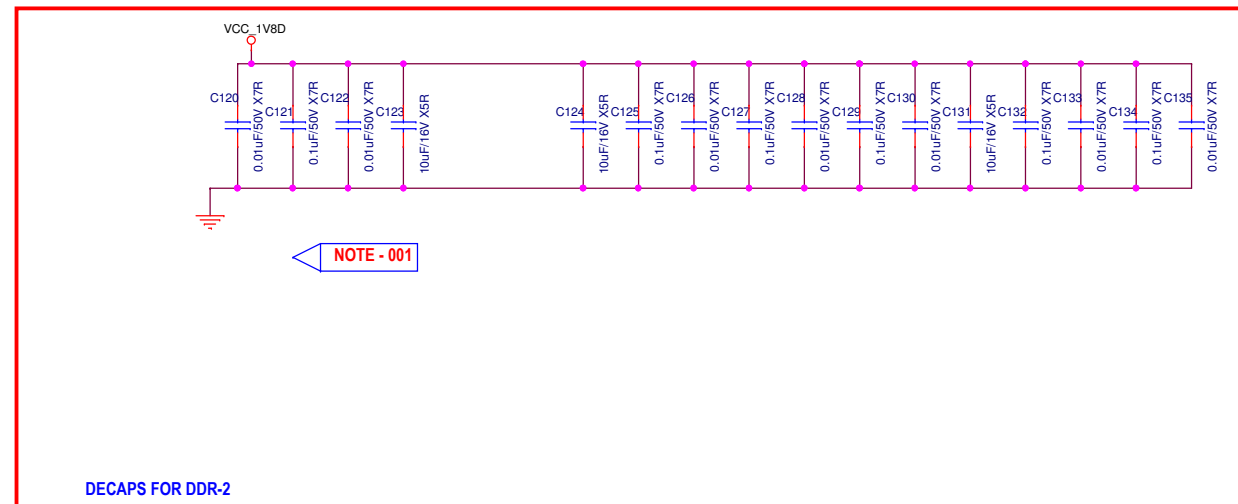 VCC_1V8D
C120
0.01uF/50V X7R
C121
0.1uF/50V X7R
C122
0.01uF/50V X7R
C123
10uF/16V X5R
C124
10uF/16V X5R
C125
0.1uF/50V X7R
C126
0.01uF/50V X7R
C127
0.1uF/50V X7R
C128
0.01uF/50V X7R
C129
0.1uF/50V X7R
C130
0.01uF/50V X7R
C131
10uF/16V X5R
C132
0.1uF/50V X7R
C133
0.01uF/50V X7R
C134
0.1uF/50V X7R
C135
0.01uF/50V X7R
NOTE - 001
DECAPS FOR DDR-2